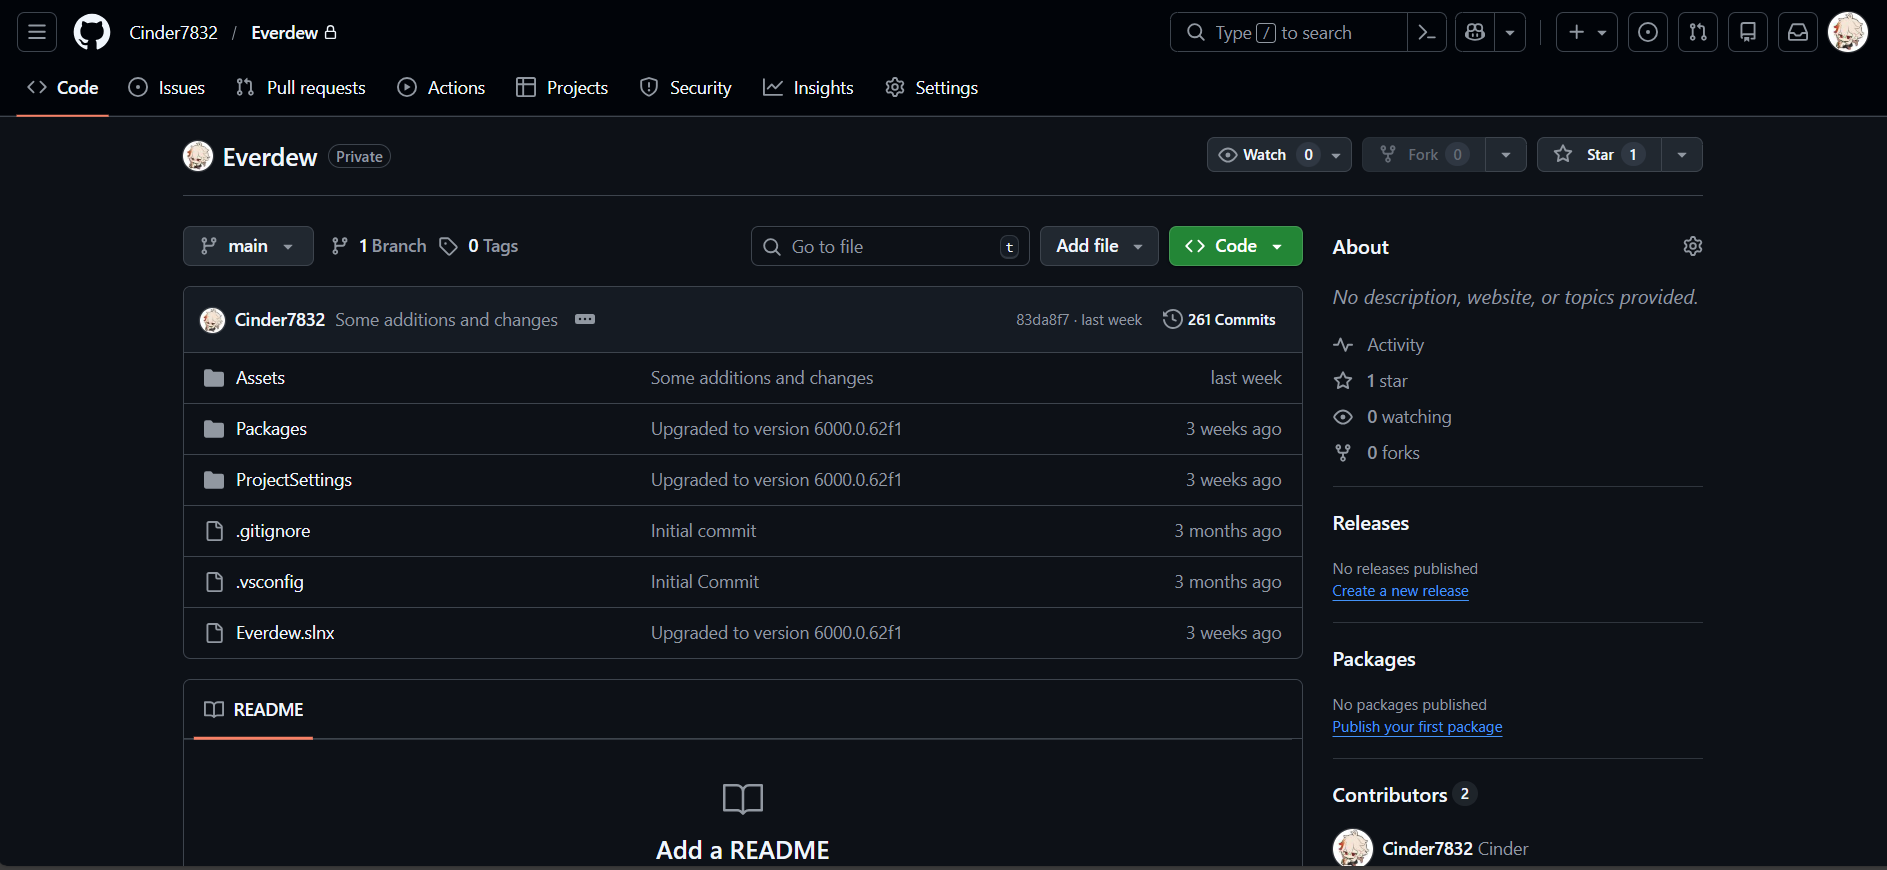 Cinder7832 / Everdew
Type / to search
Code Issues Pull requests Actions Projects Security Insights Settings
Everdew Private
Watch 0 Fork 0 Star 1
main 1 Branch 0 Tags
Go to file t Add file Code
Cinder7832 Some additions and changes 83da8f7 · last week 261 Commits
Assets Some additions and changes last week
Packages Upgraded to version 6000.0.62f1 3 weeks ago
ProjectSettings Upgraded to version 6000.0.62f1 3 weeks ago
.gitignore Initial commit 3 months ago
.vsconfig Initial Commit 3 months ago
Everdew.slnx Upgraded to version 6000.0.62f1 3 weeks ago
README
Add a README
About
No description, website, or topics provided.
Activity
1 star
0 watching
0 forks
Releases
No releases published
Create a new release
Packages
No packages published
Publish your first package
Contributors 2
Cinder7832 Cinder